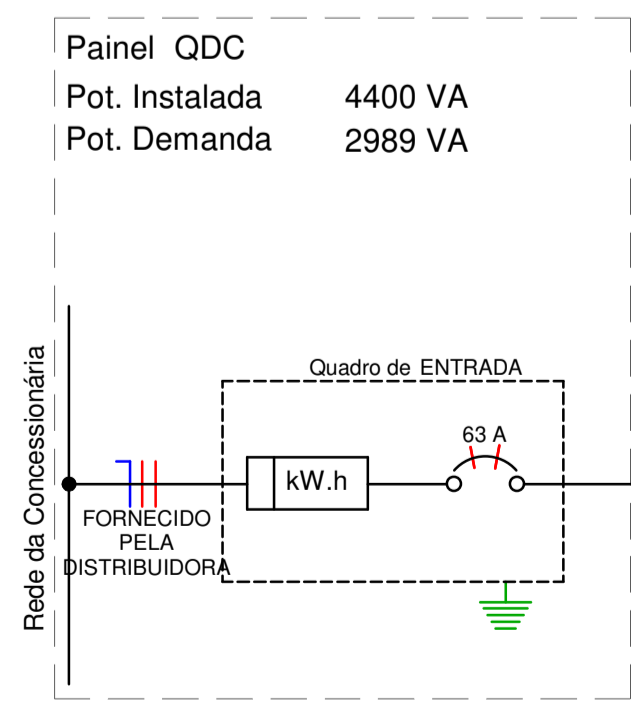 Painel QDC
Pot. Instalada 4400 VA
Pot. Demanda 2989 VA
Rede da Concessionária
Quadro de ENTRADA
63 A
kW.h
FORNECIDO
PELA
DISTRIBUIDORA